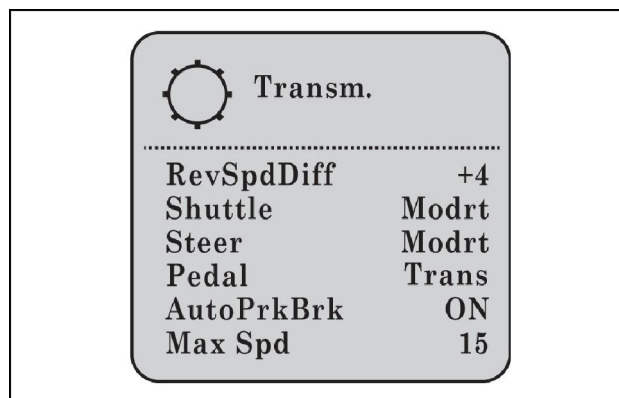 Transm.
RevSpdDiff +4
Shuttle Modrt
Steer Modrt
Pedal Trans
AutoPrkBrk ON
Max Spd 15